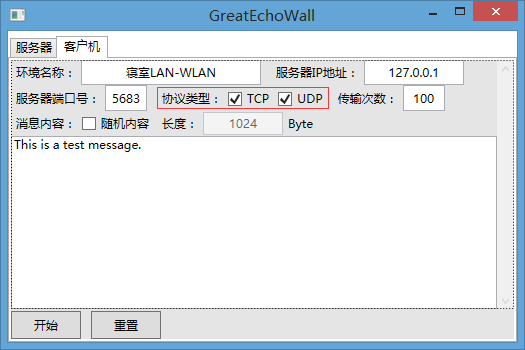 GreatEchoWall
服务器 客户机
环境名称： 寝室LAN-WLAN 服务器IP地址： 127.0.0.1
服务器端口号： 5683 协议类型： TCP UDP 传输次数： 100
消息内容： 随机内容 长度： 1024 Byte
This is a test message.
开始 重置